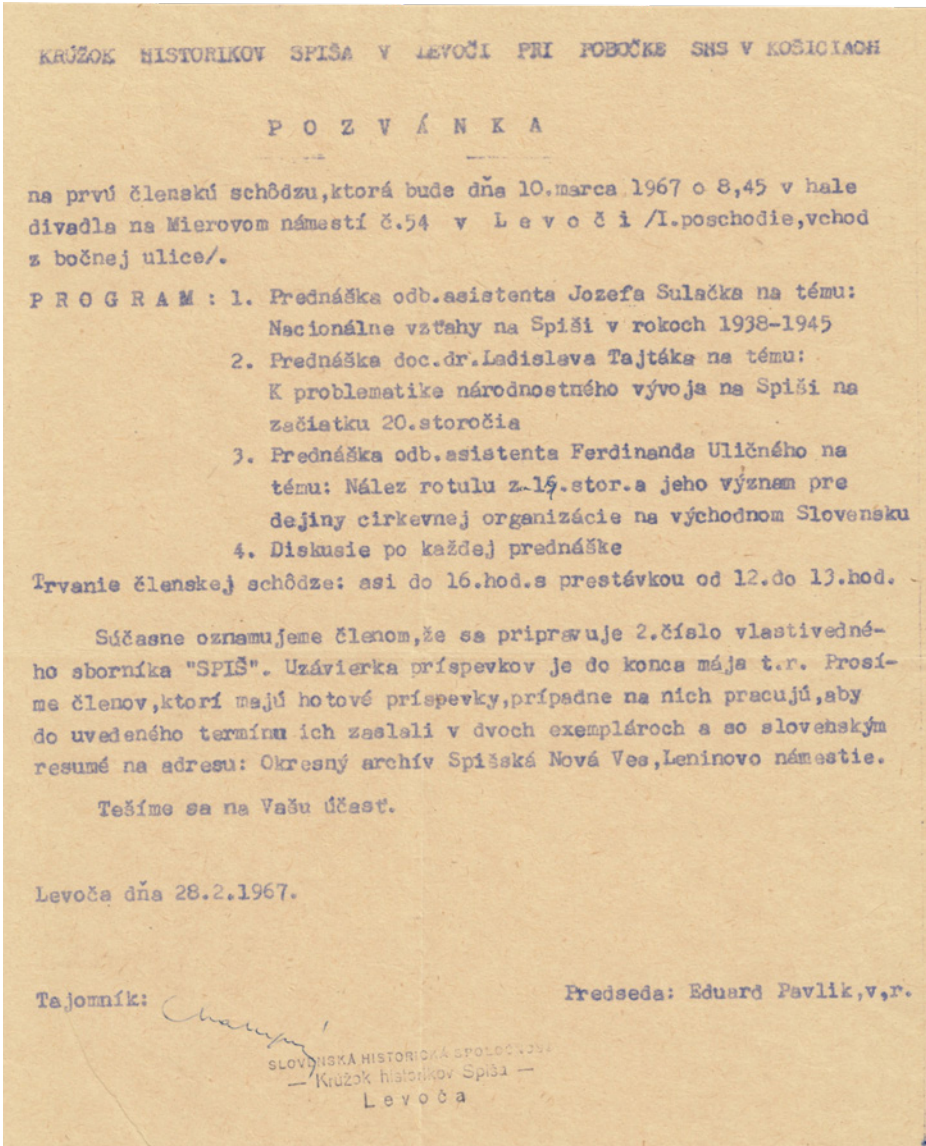 KRÚŽOK HISTORIKOV SPIŠA V LEVOČI PRI POBOČKE SHS V KOŠICIACH
P O Z V Á N K A
na prvú členskú schôdzu,ktorá bude dňa 10.marca 1967 o 8,45 v hale
divadla na Mierovom námestí č.54 v L e v o č i /I.poschodie,vchod
z bočnej ulice/.
P R O G R A M : 1. Prednáška odb.asistenta Jozefa Sulačka na tému:
Nacionálne vzťahy na Spiši v rokoch 1938-1945
2. Prednáška doc.dr.Ladislava Tajtáka na tému:
K problematike národnostného vývoja na Spiši na
začiatku 20.storočia
3. Prednáška odb.asistenta Ferdinanda Uličného na
tému: Nález rotulu z.stor.a jeho význam pre
dejiny cirkevnej organizácie na východnom Slovensku
4. Diskusie po každej prednáške
Trvanie členskej schôdze: asi do 16.hod.s prestávkou od 12.do 13.hod.
Súčasne oznamujeme členom,že sa pripravuje 2.číslo vlastivedné-
ho sborníka "SPIŠ". Uzávierka príspevkov je do konca mája t.r. Prosí-
me členov,ktorí majú hotové príspevky,prípadne na nich pracujú,aby
do uvedeného termínu ich zaslali v dvoch exemplároch a so slovenským
resumé na adresu: Okresný archív Spišská Nová Ves,Leninovo námestie.
Tešíme sa na Vašu účasť.
Levoča dňa 28.2.1967.
Tajomník:
Predseda: Eduard Pavlik,v,r.
SLOVENSKÁ HISTORICKÁ SPOLOČNOSŤ
— Krúžok historikov Spiša —
Levoča